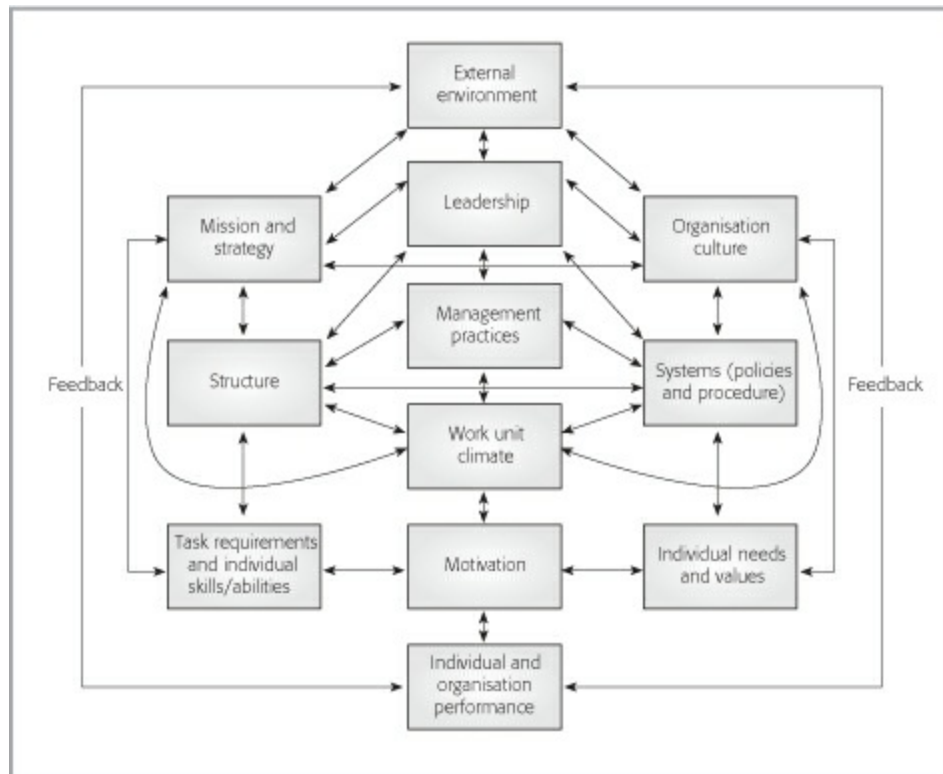 External
environment
Leadership
Mission and
strategy
Organisation
culture
Management
practices
Structure
Systems (policies
and procedure)
Feedback
Feedback
Work unit
climate
Task requirements
and individual
skills/abilities
Motivation
Individual needs
and values
Individual and
organisation
performance